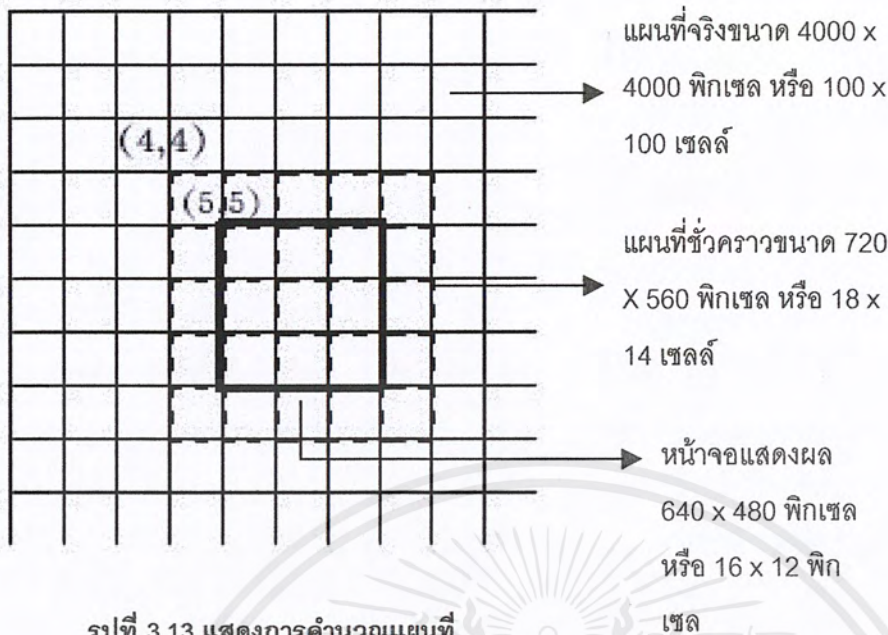 แผนที่จริงขนาด 4000 x
4000 พิกเซล หรือ 100 x
100 เซลล์
(4,4)
(5,5)
แผนที่ชั่วคราวขนาด 720
X 560 พิกเซล หรือ 18 x
14 เซลล์
หน้าจอแสดงผล
640 x 480 พิกเซล
หรือ 16 x 12 พิก
เซล
รูปที่ 3.13 แสดงการคำนวณแผนที่